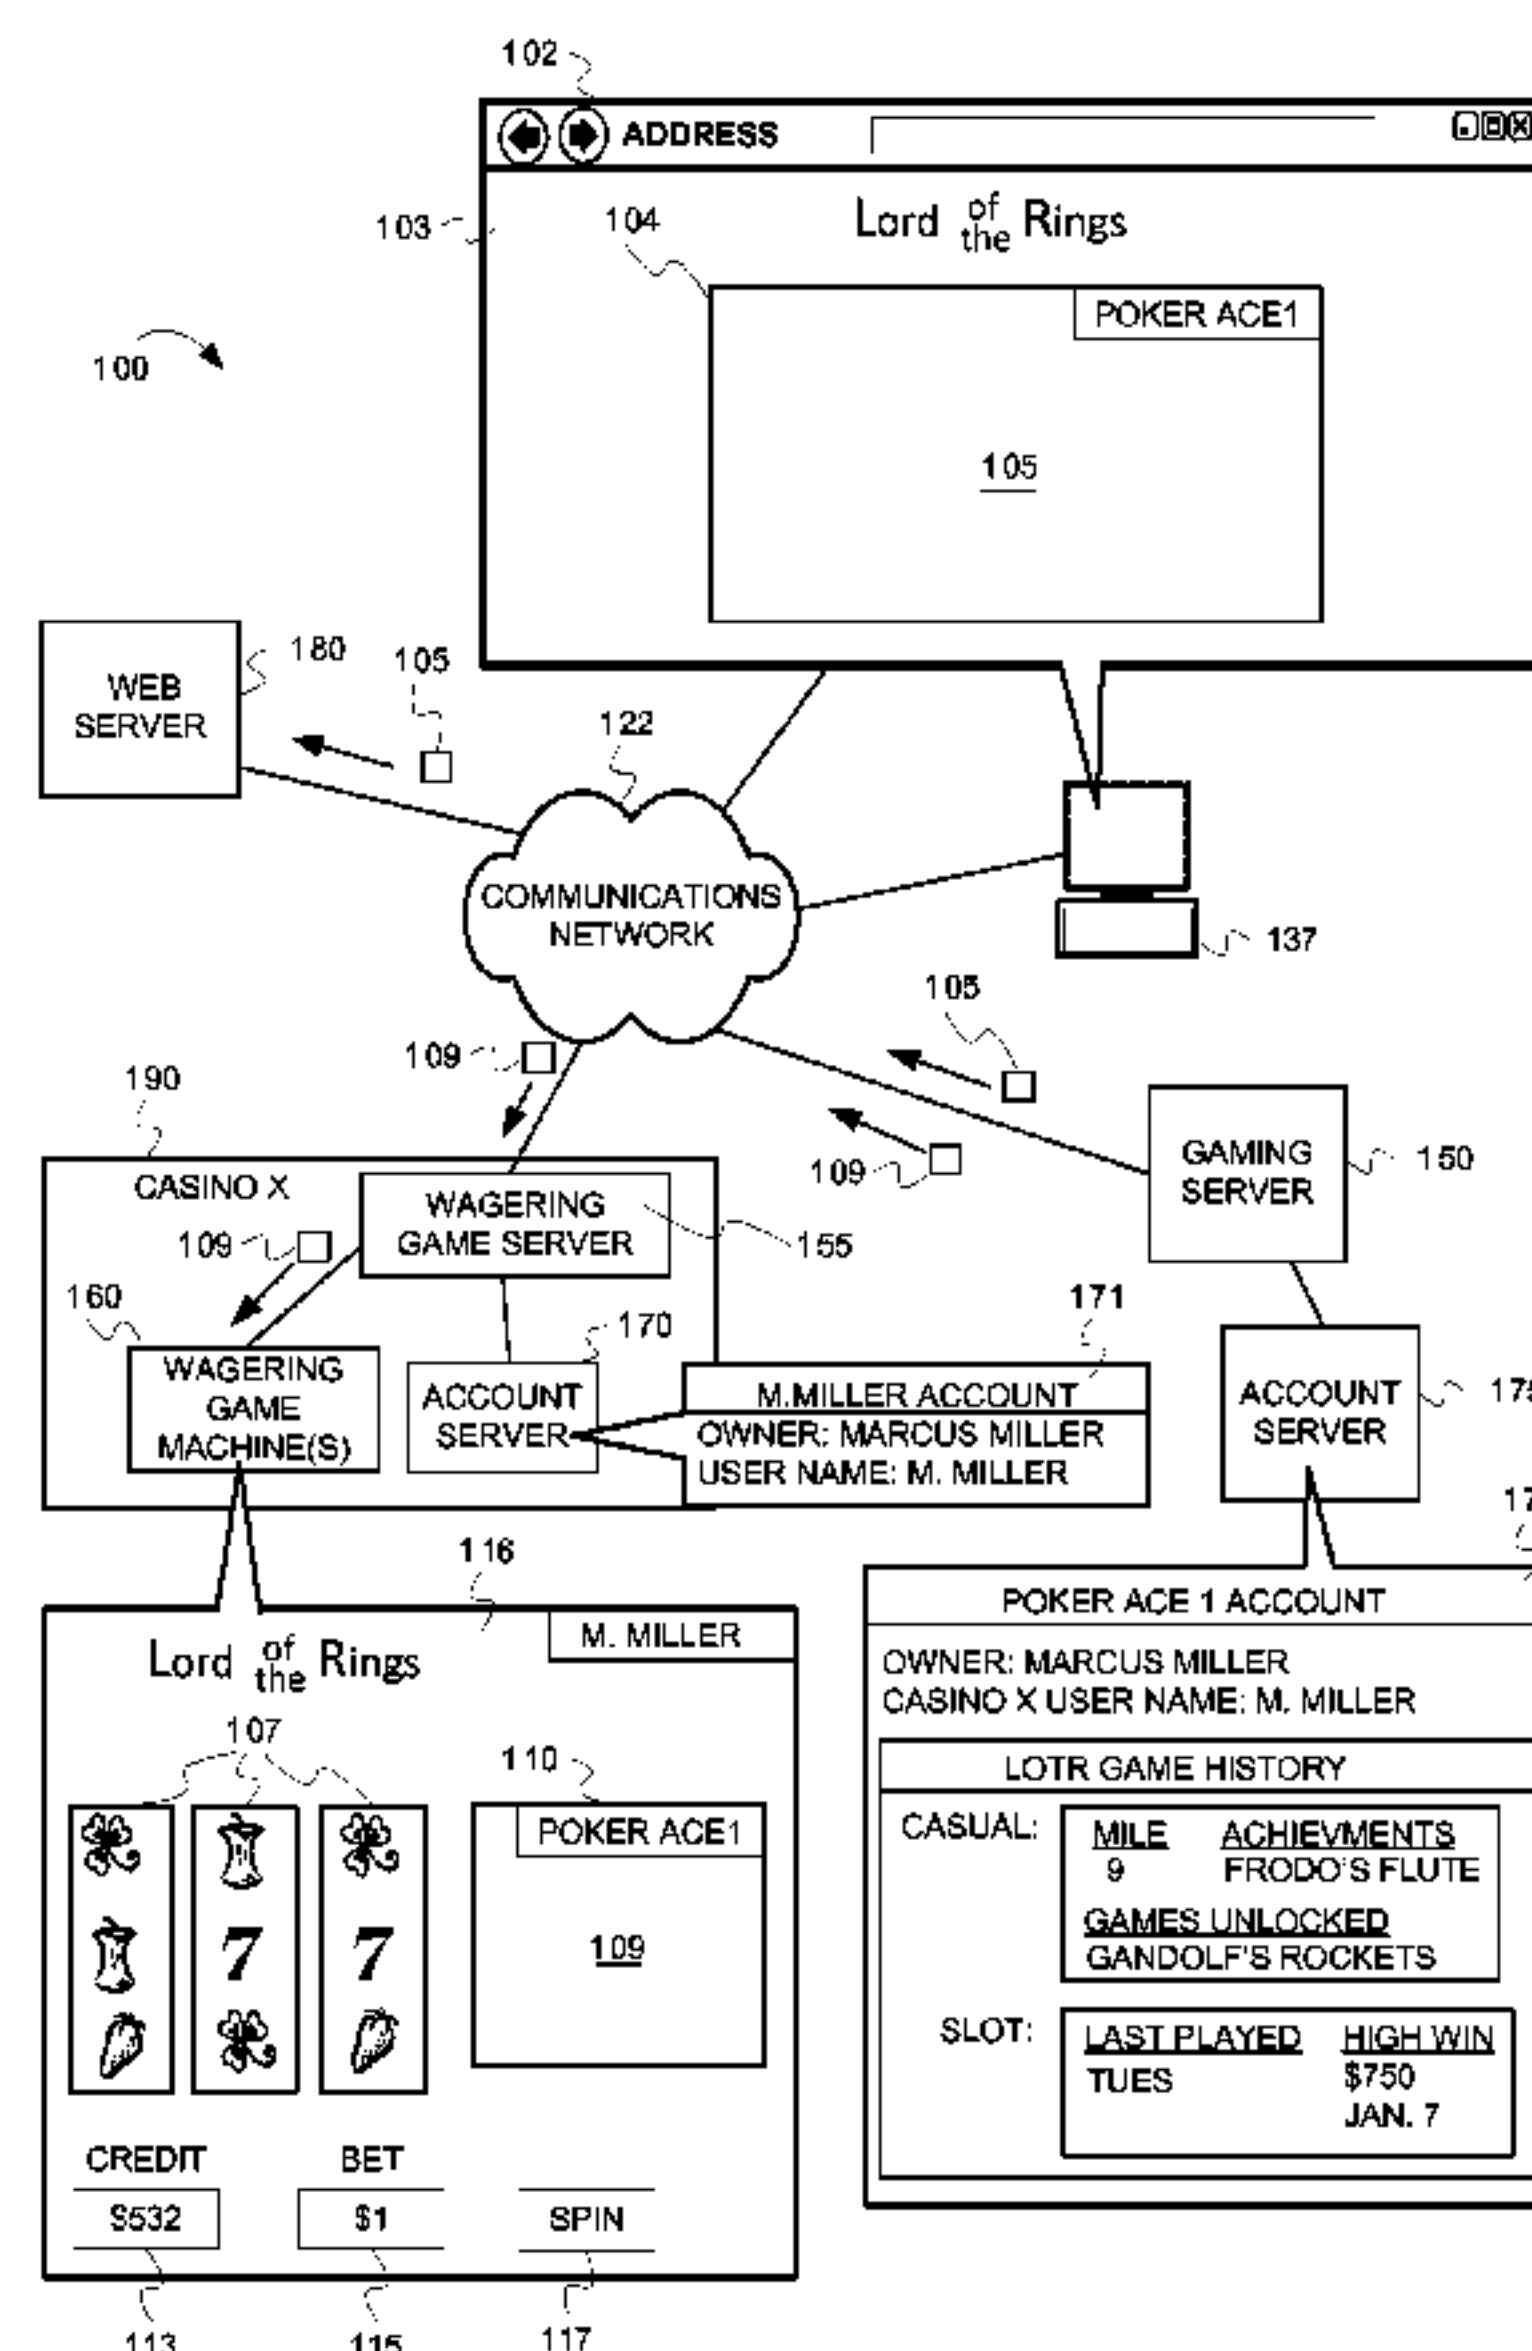 102
ADDRESS
103
104
Lord of the Rings
POKER ACE1
100
105
WEB
SERVER
180
105
122
COMMUNICATIONS
NETWORK
137
105
109
190
CASINO X
WAGERING
GAME SERVER
155
109
GAMING
SERVER
150
109
160
WAGERING
GAME
MACHINE(S)
170
ACCOUNT
SERVER
171
M.MILLER ACCOUNT
OWNER: MARCUS MILLER
USER NAME: M. MILLER
ACCOUNT
SERVER
116
M. MILLER
Lord of the Rings
107
110
POKER ACE1
109
7 7
CREDIT BET
$532 $1 SPIN
113 115 117
POKER ACE 1 ACCOUNT
OWNER: MARCUS MILLER
CASINO X USER NAME: M. MILLER
LOTR GAME HISTORY
CASUAL:
MILE ACHIEVMENTS
9 FRODO'S FLUTE
GAMES UNLOCKED
GANDOLF'S ROCKETS
SLOT:
LAST PLAYED HIGH WIN
TUES $750
JAN. 7